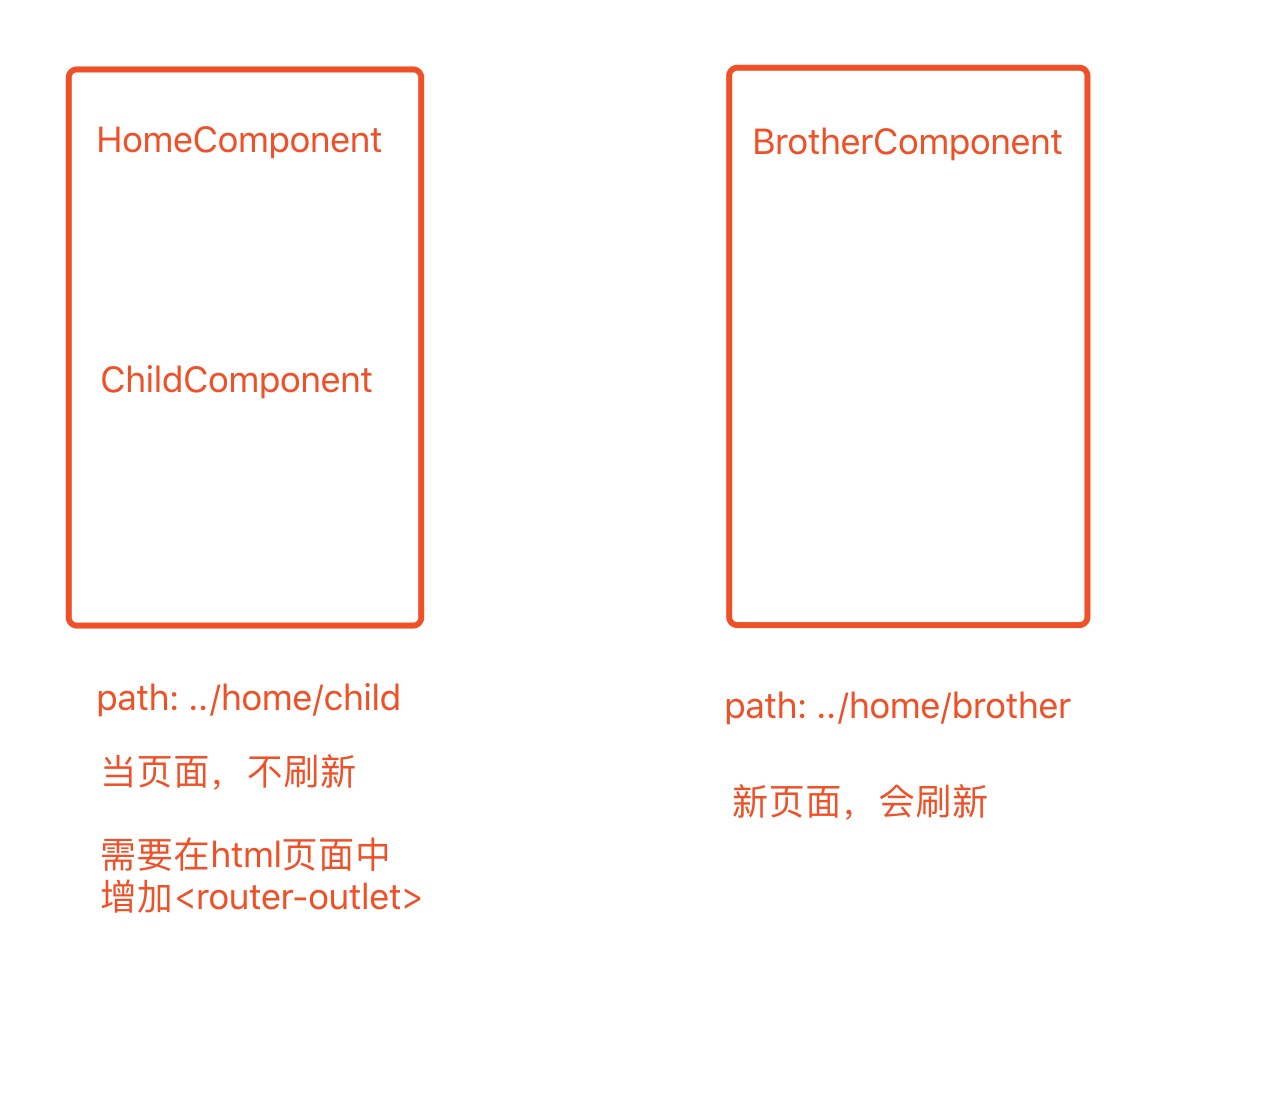 HomeComponent
ChildComponent
path: ../home/child
当页面，不刷新
需要在html页面中
增加<router-outlet>
BrotherComponent
path: ../home/brother
新页面，会刷新